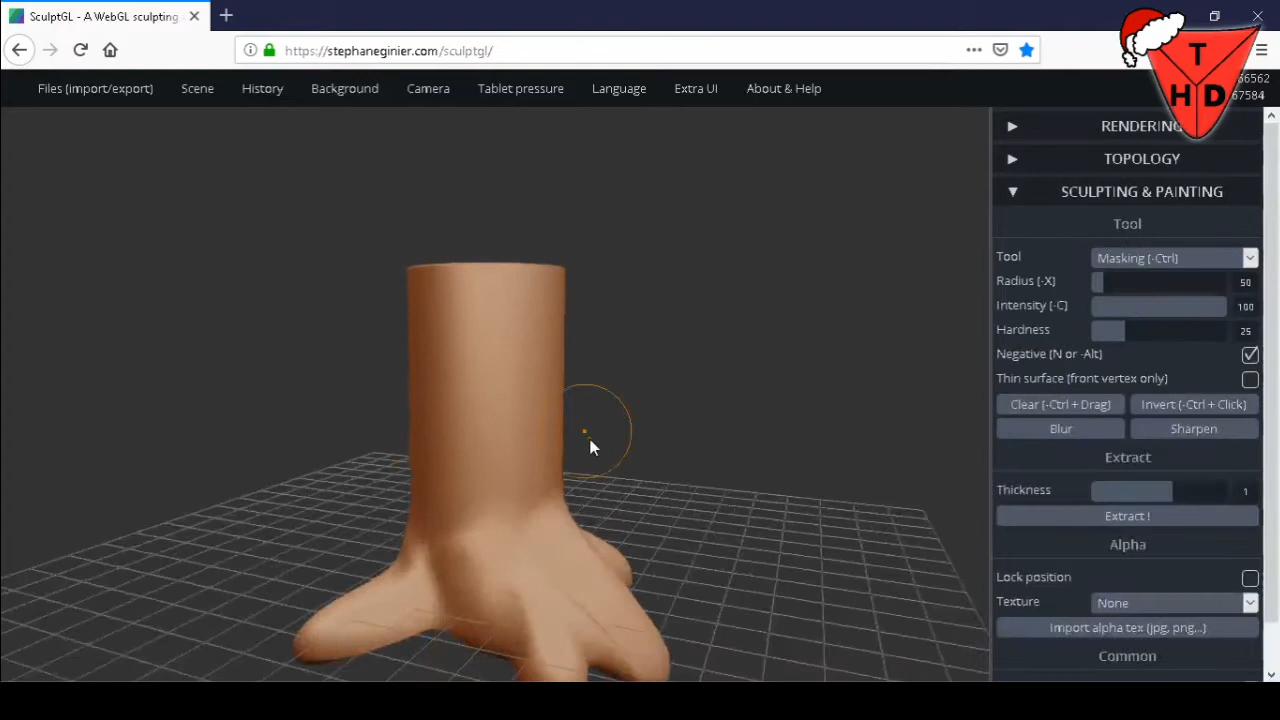 SculptGL - A WebGL sculpting
https://stephaneginier.com/sculptgl/
T
HD
Files (import/export) Scene History Background Camera Tablet pressure Language Extra UI About & Help
66562
67584
RENDERING
TOPOLOGY
SCULPTING & PAINTING
Tool
Tool Masking (-Ctrl)
Radius (-X) 50
Intensity (-C) 100
Hardness 25
Negative (N or -Alt)
Thin surface (front vertex only)
Clear (-Ctrl + Drag) Invert (-Ctrl + Click)
Blur Sharpen
Extract
Thickness 1
Extract !
Alpha
Lock position
Texture None
Import alpha tex (jpg, png...)
Common